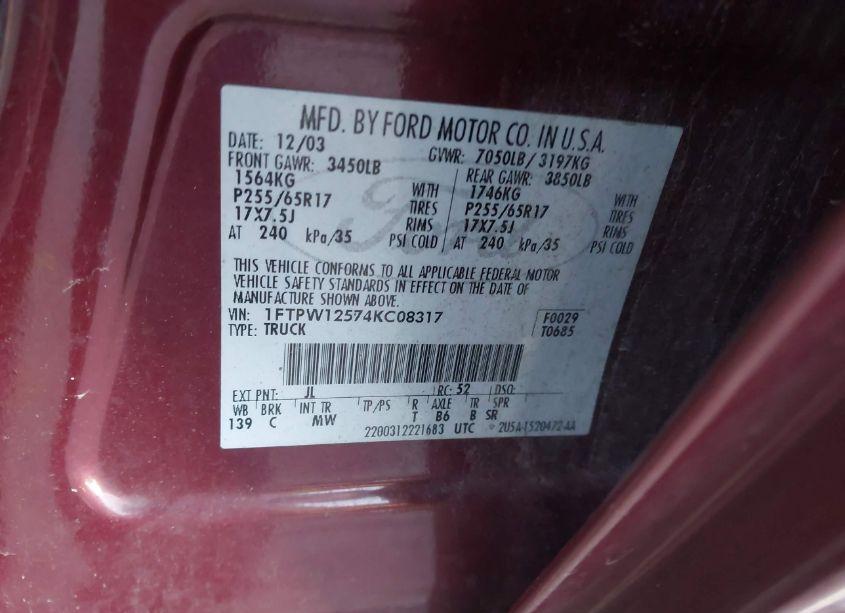 MFD. BY FORD MOTOR CO. IN U.S.A.
DATE: 12/03 GVWR: 7050LB / 3197KG
FRONT GAWR: 3450LB REAR GAWR: 3850LB
1564KG WITH 1746KG WITH
P255/65R17 TIRES P255/65R17 TIRES
17X7.5J RIMS 17X7.5J RIMS
AT 240 kPa/35 PSI COLD AT 240 kPa/35 PSI COLD
Ford
THIS VEHICLE CONFORMS TO ALL APPLICABLE FEDERAL MOTOR
VEHICLE SAFETY STANDARDS IN EFFECT ON THE DATE OF
MANUFACTURE SHOWN ABOVE.
VIN: 1FTPW12574KC08317 F0029
TYPE: TRUCK T0685
EXT PNT: JL RC: 52 DSO:
WB BRK INT TR TP/PS R AXLE TR SPR
139 C MW T B6 B SR
2200312221683 UTC 2U5A-1520472-AA